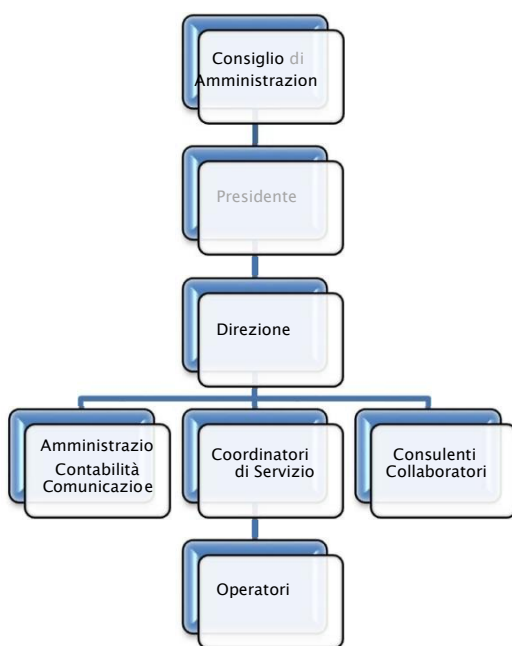 Consiglio di
Amministrazion
Presidente
Direzione
Amministrazio
Contabilità
Comunicazioe
Coordinatori
di Servizio
Consulenti
Collaboratori
Operatori